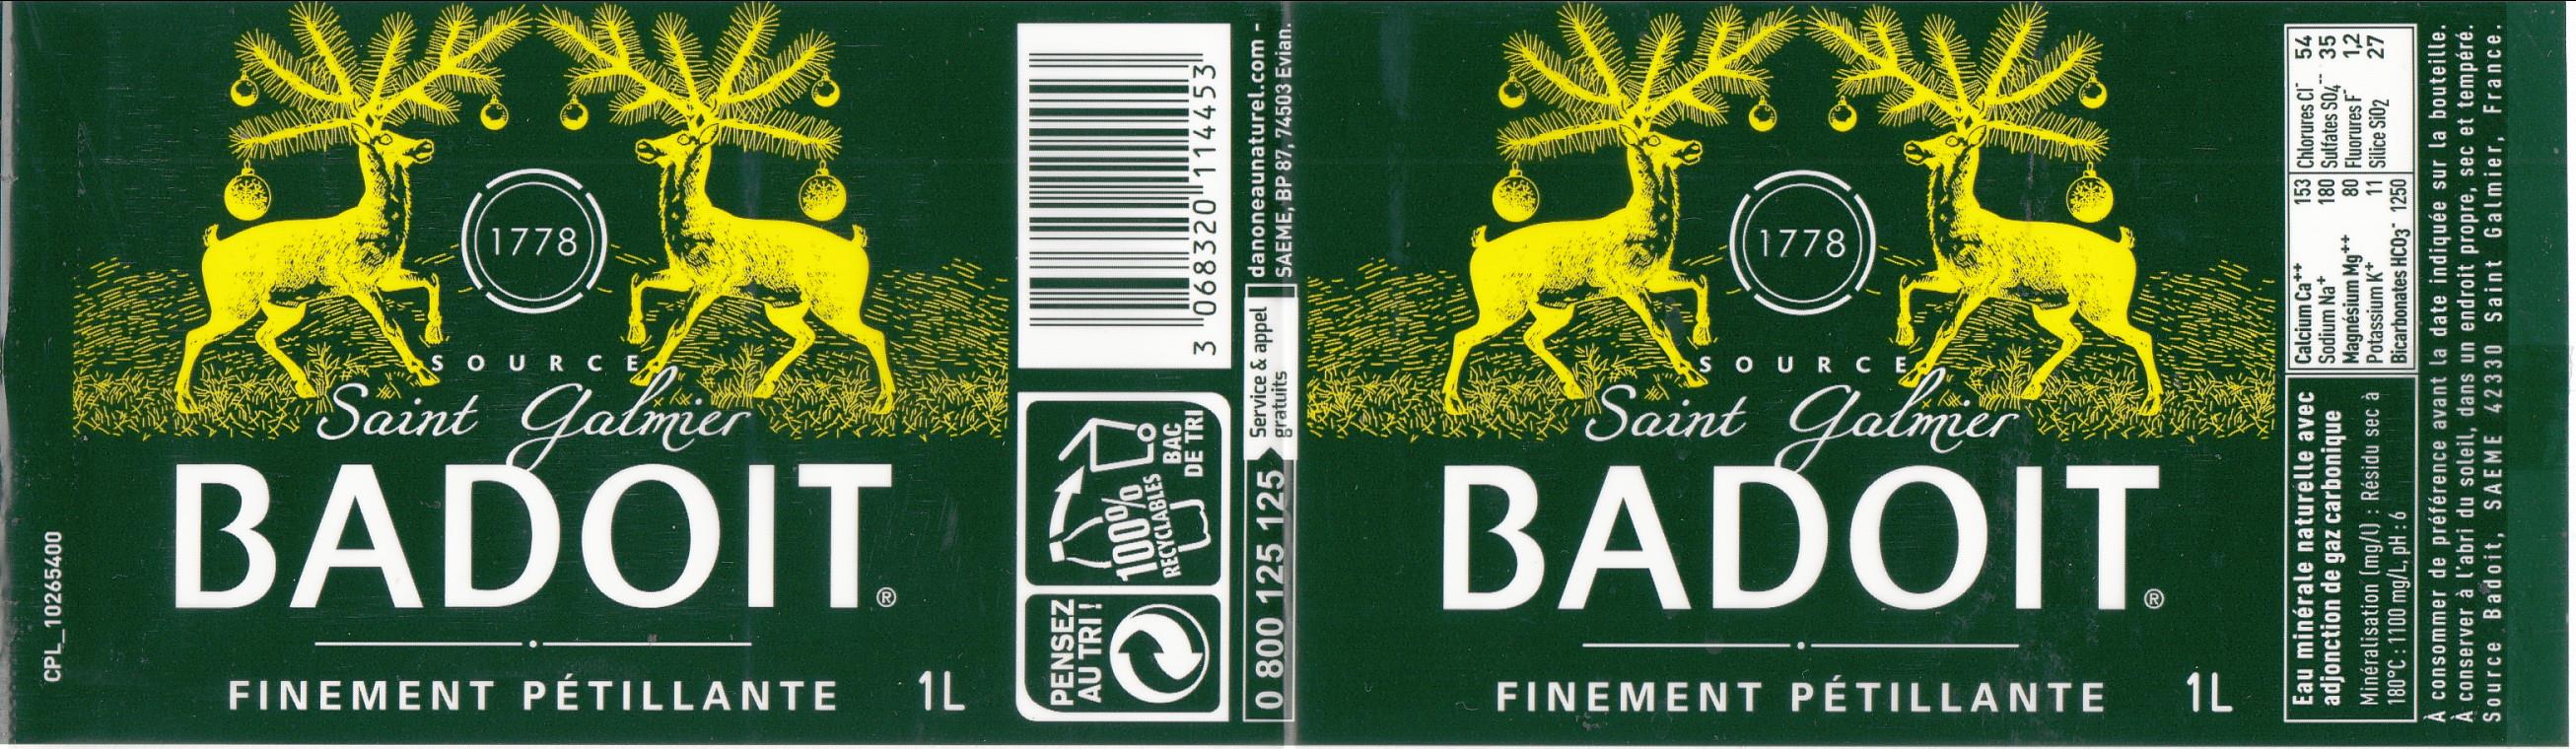 CPL_10265400
1778
SOURCE
Saint Galmier
BADOIT®
FINEMENT PÉTILLANTE
1L
3 068320 114453
PENSEZ
AU TRI !
100%
RECYCLABLES
BAC
DE TRI
0 800 125 125
Service & appel
gratuits
danoneaunaturel.com -
SAEME, BP 87, 74503 Evian.
1778
SOURCE
Saint Galmier
BADOIT®
FINEMENT PÉTILLANTE
1L
Eau minérale naturelle avec
adjonction de gaz carbonique
Minéralisation (mg/l) : Résidu sec à
180°C : 1100 mg/L, pH : 6
Calcium Ca++ 153 Chlorures Cl- 54
Sodium Na+ 180 Sulfates SO4-- 35
Magnésium Mg++ 80 Fluorures F- 1,2
Potassium K+ 11 Silice SiO2 27
Bicarbonates HCO3- 1250
À consommer de préférence avant la date indiquée sur la bouteille.
À conserver à l'abri du soleil, dans un endroit propre, sec et tempéré.
Source Badoit, SAEME 42330 Saint Galmier, France.